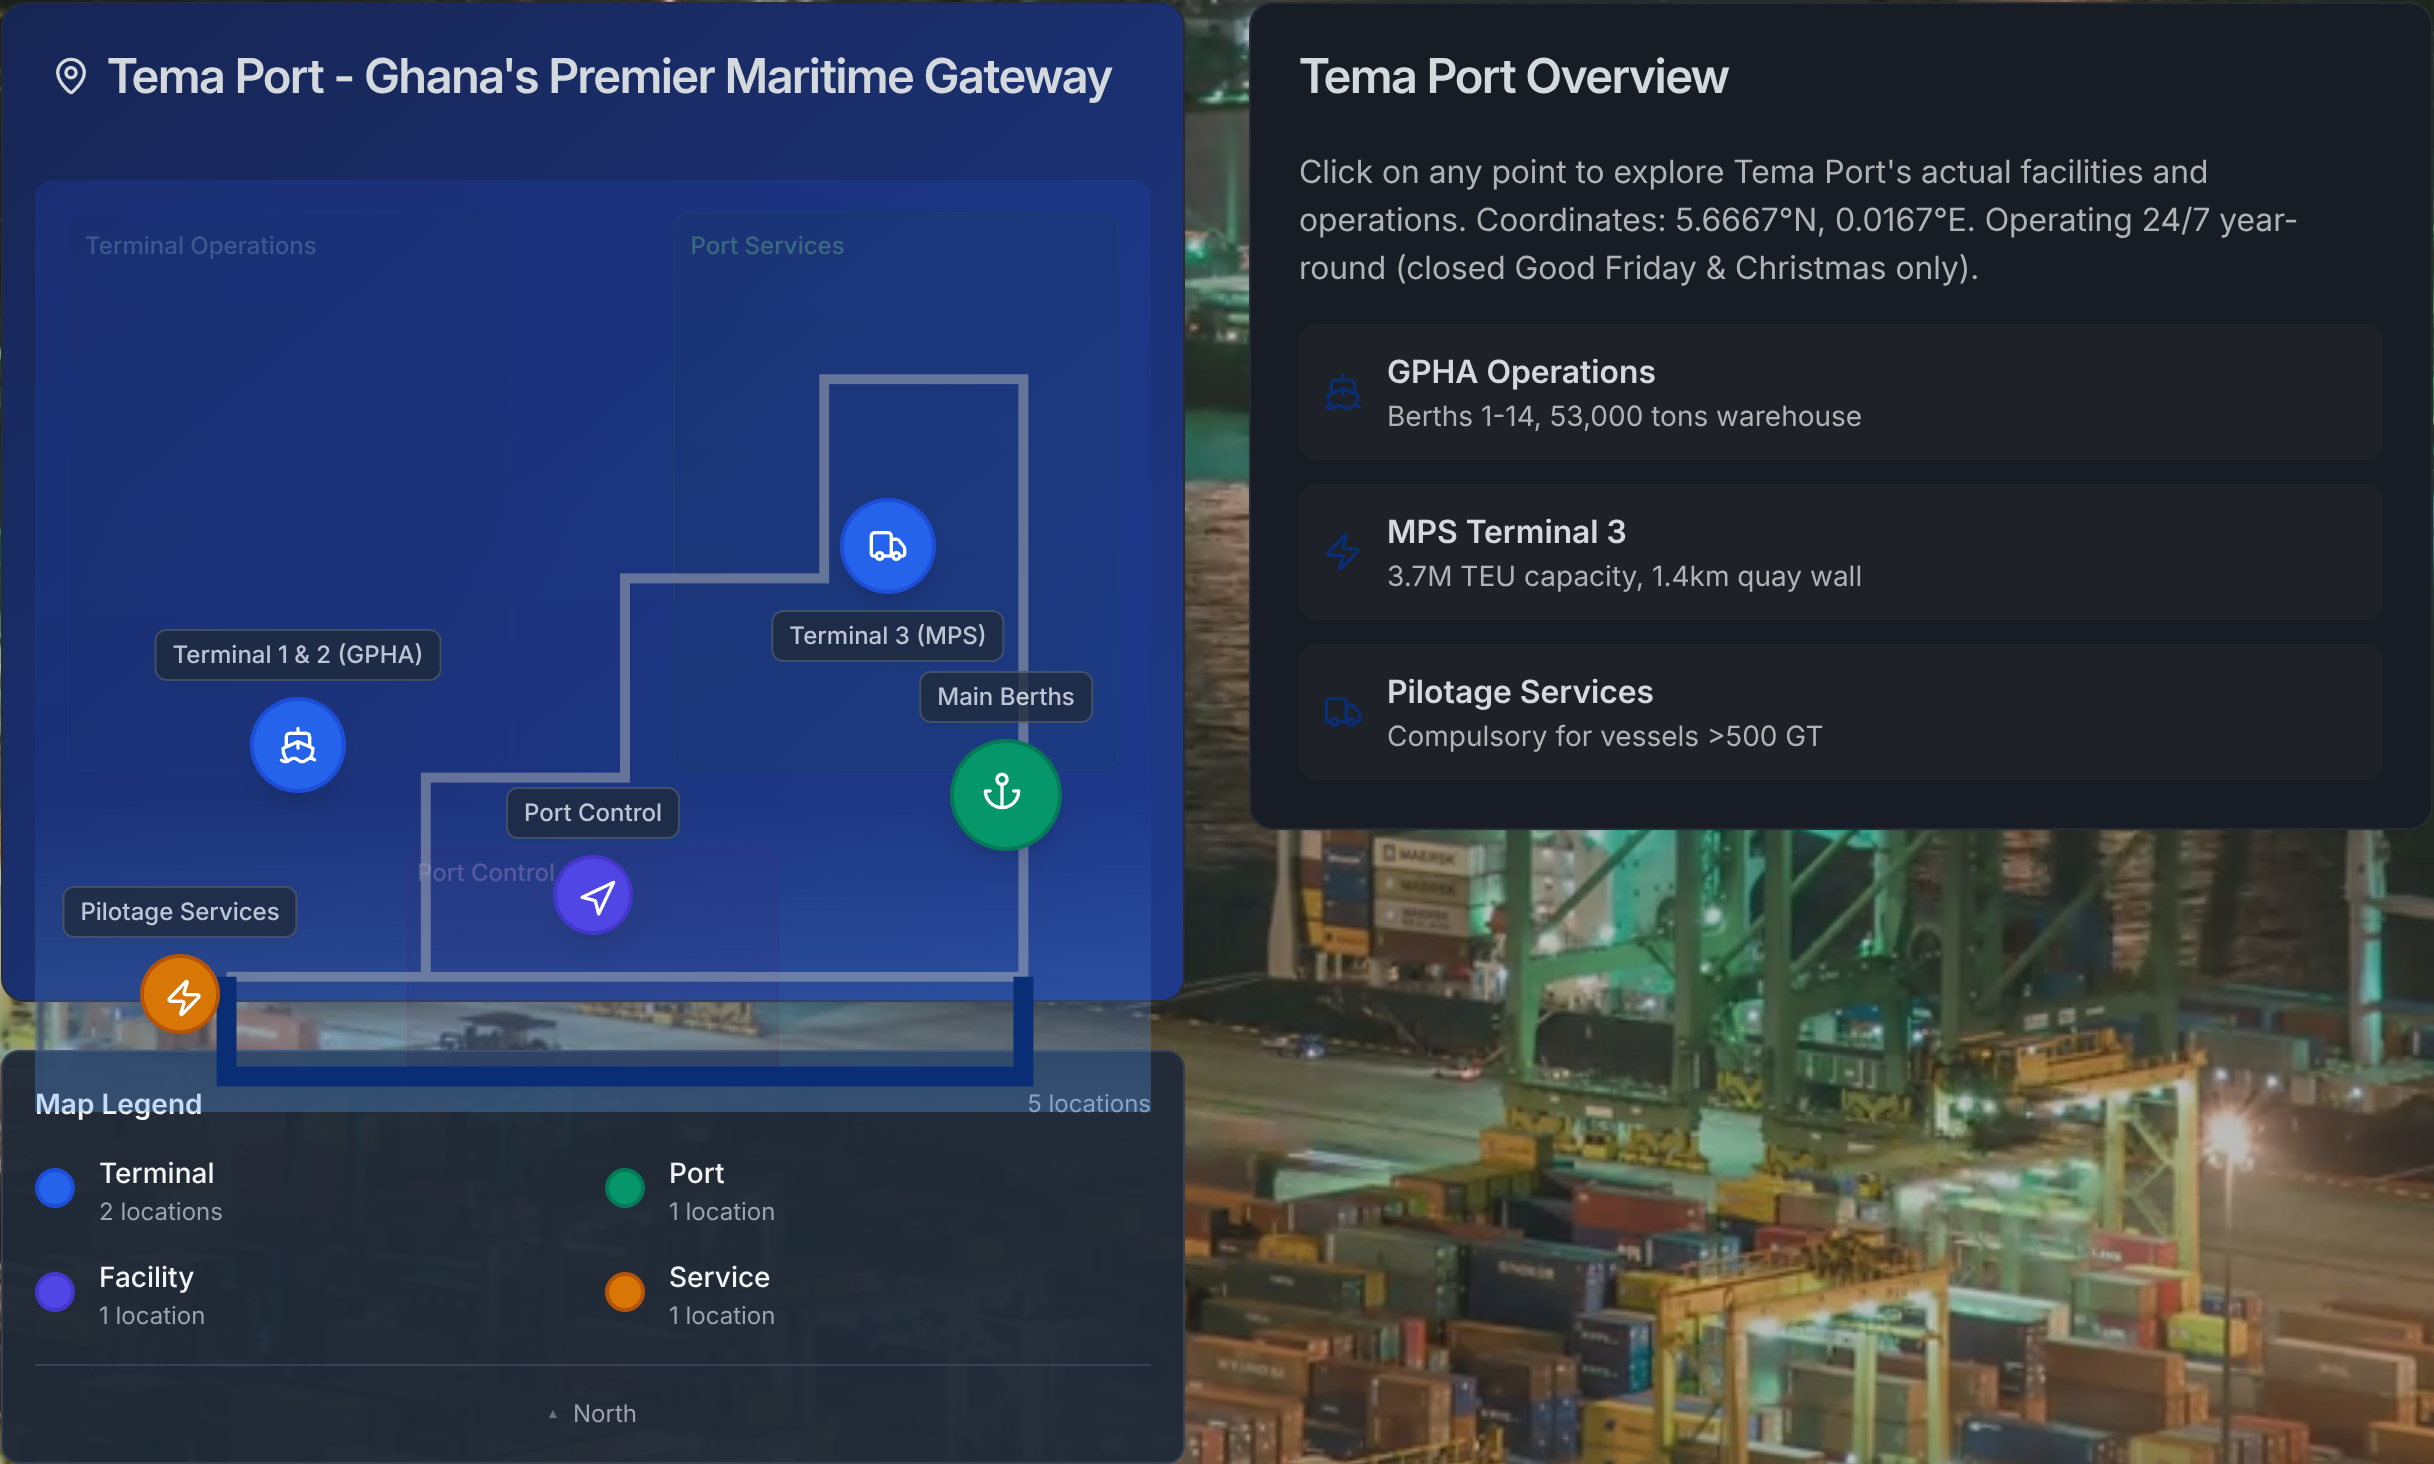 Tema Port - Ghana's Premier Maritime Gateway
Terminal Operations
Port Services
Terminal 3 (MPS)
Terminal 1 & 2 (GPHA)
Main Berths
Port Control
Port Control
Pilotage Services
Map Legend
5 locations
Terminal
2 locations
Port
1 location
Facility
1 location
Service
1 location
▲ North
Tema Port Overview
Click on any point to explore Tema Port's actual facilities and
operations. Coordinates: 5.6667°N, 0.0167°E. Operating 24/7 year-
round (closed Good Friday & Christmas only).
GPHA Operations
Berths 1-14, 53,000 tons warehouse
MPS Terminal 3
3.7M TEU capacity, 1.4km quay wall
Pilotage Services
Compulsory for vessels >500 GT
MAERSK
MAERSK